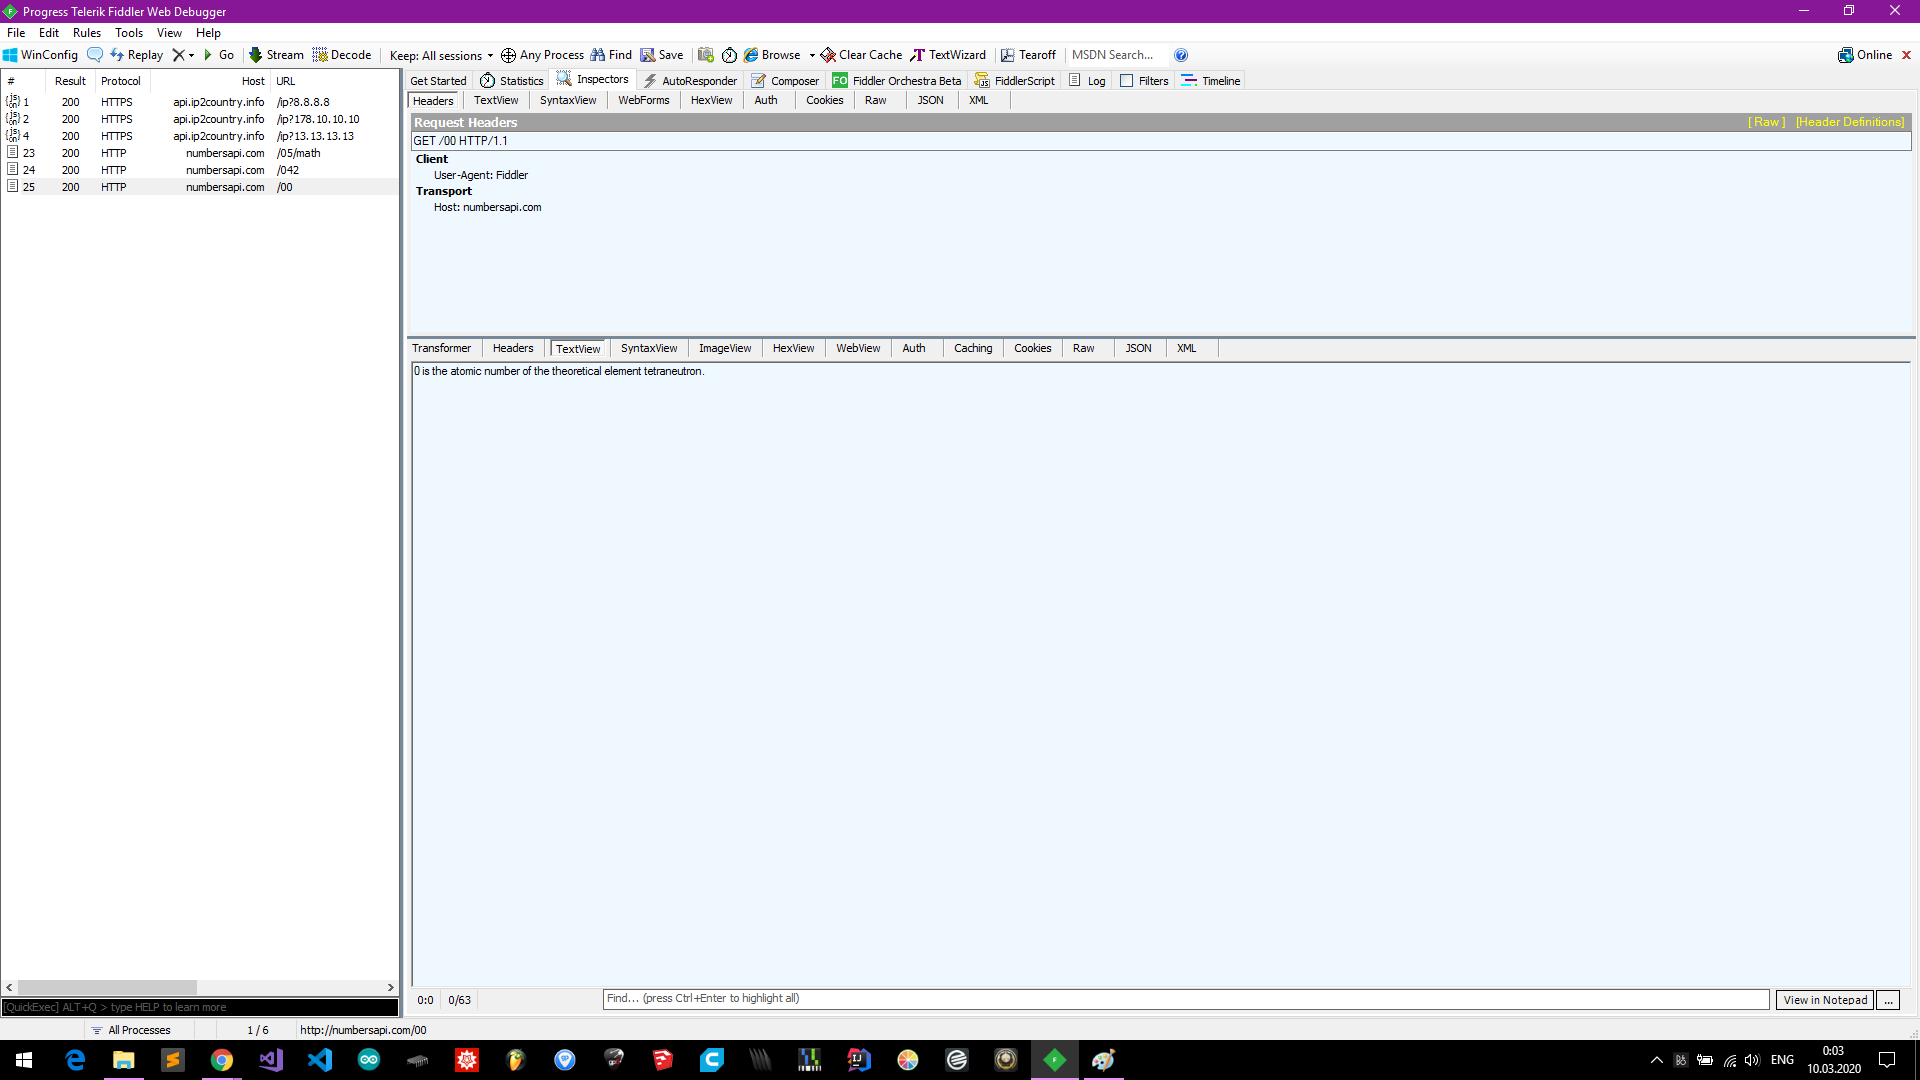 Progress Telerik Fiddler Web Debugger
File Edit Rules Tools View Help
WinConfig Replay Go Stream Decode Keep: All sessions Any Process Find Save Browse Clear Cache TextWizard Tearoff MSDN Search... Online
# Result Protocol Host URL
1 200 HTTPS api.ip2country.info /ip?8.8.8.8
2 200 HTTPS api.ip2country.info /ip?178.10.10.10
4 200 HTTPS api.ip2country.info /ip?13.13.13.13
23 200 HTTP numbersapi.com /05/math
24 200 HTTP numbersapi.com /042
25 200 HTTP numbersapi.com /00
Get Started Statistics Inspectors AutoResponder Composer FO Fiddler Orchestra Beta FiddlerScript Log Filters Timeline
Headers TextView SyntaxView WebForms HexView Auth Cookies Raw JSON XML
Request Headers [ Raw ] [Header Definitions]
GET /00 HTTP/1.1
Client
User-Agent: Fiddler
Transport
Host: numbersapi.com
Transformer Headers TextView SyntaxView ImageView HexView WebView Auth Caching Cookies Raw JSON XML
0 is the atomic number of the theoretical element tetraneutron.
0:0 0/63 Find... (press Ctrl+Enter to highlight all) View in Notepad ...
[QuickExec] ALT+Q > type HELP to learn more
All Processes 1 / 6 http://numbersapi.com/00
ENG 0:03
10.03.2020